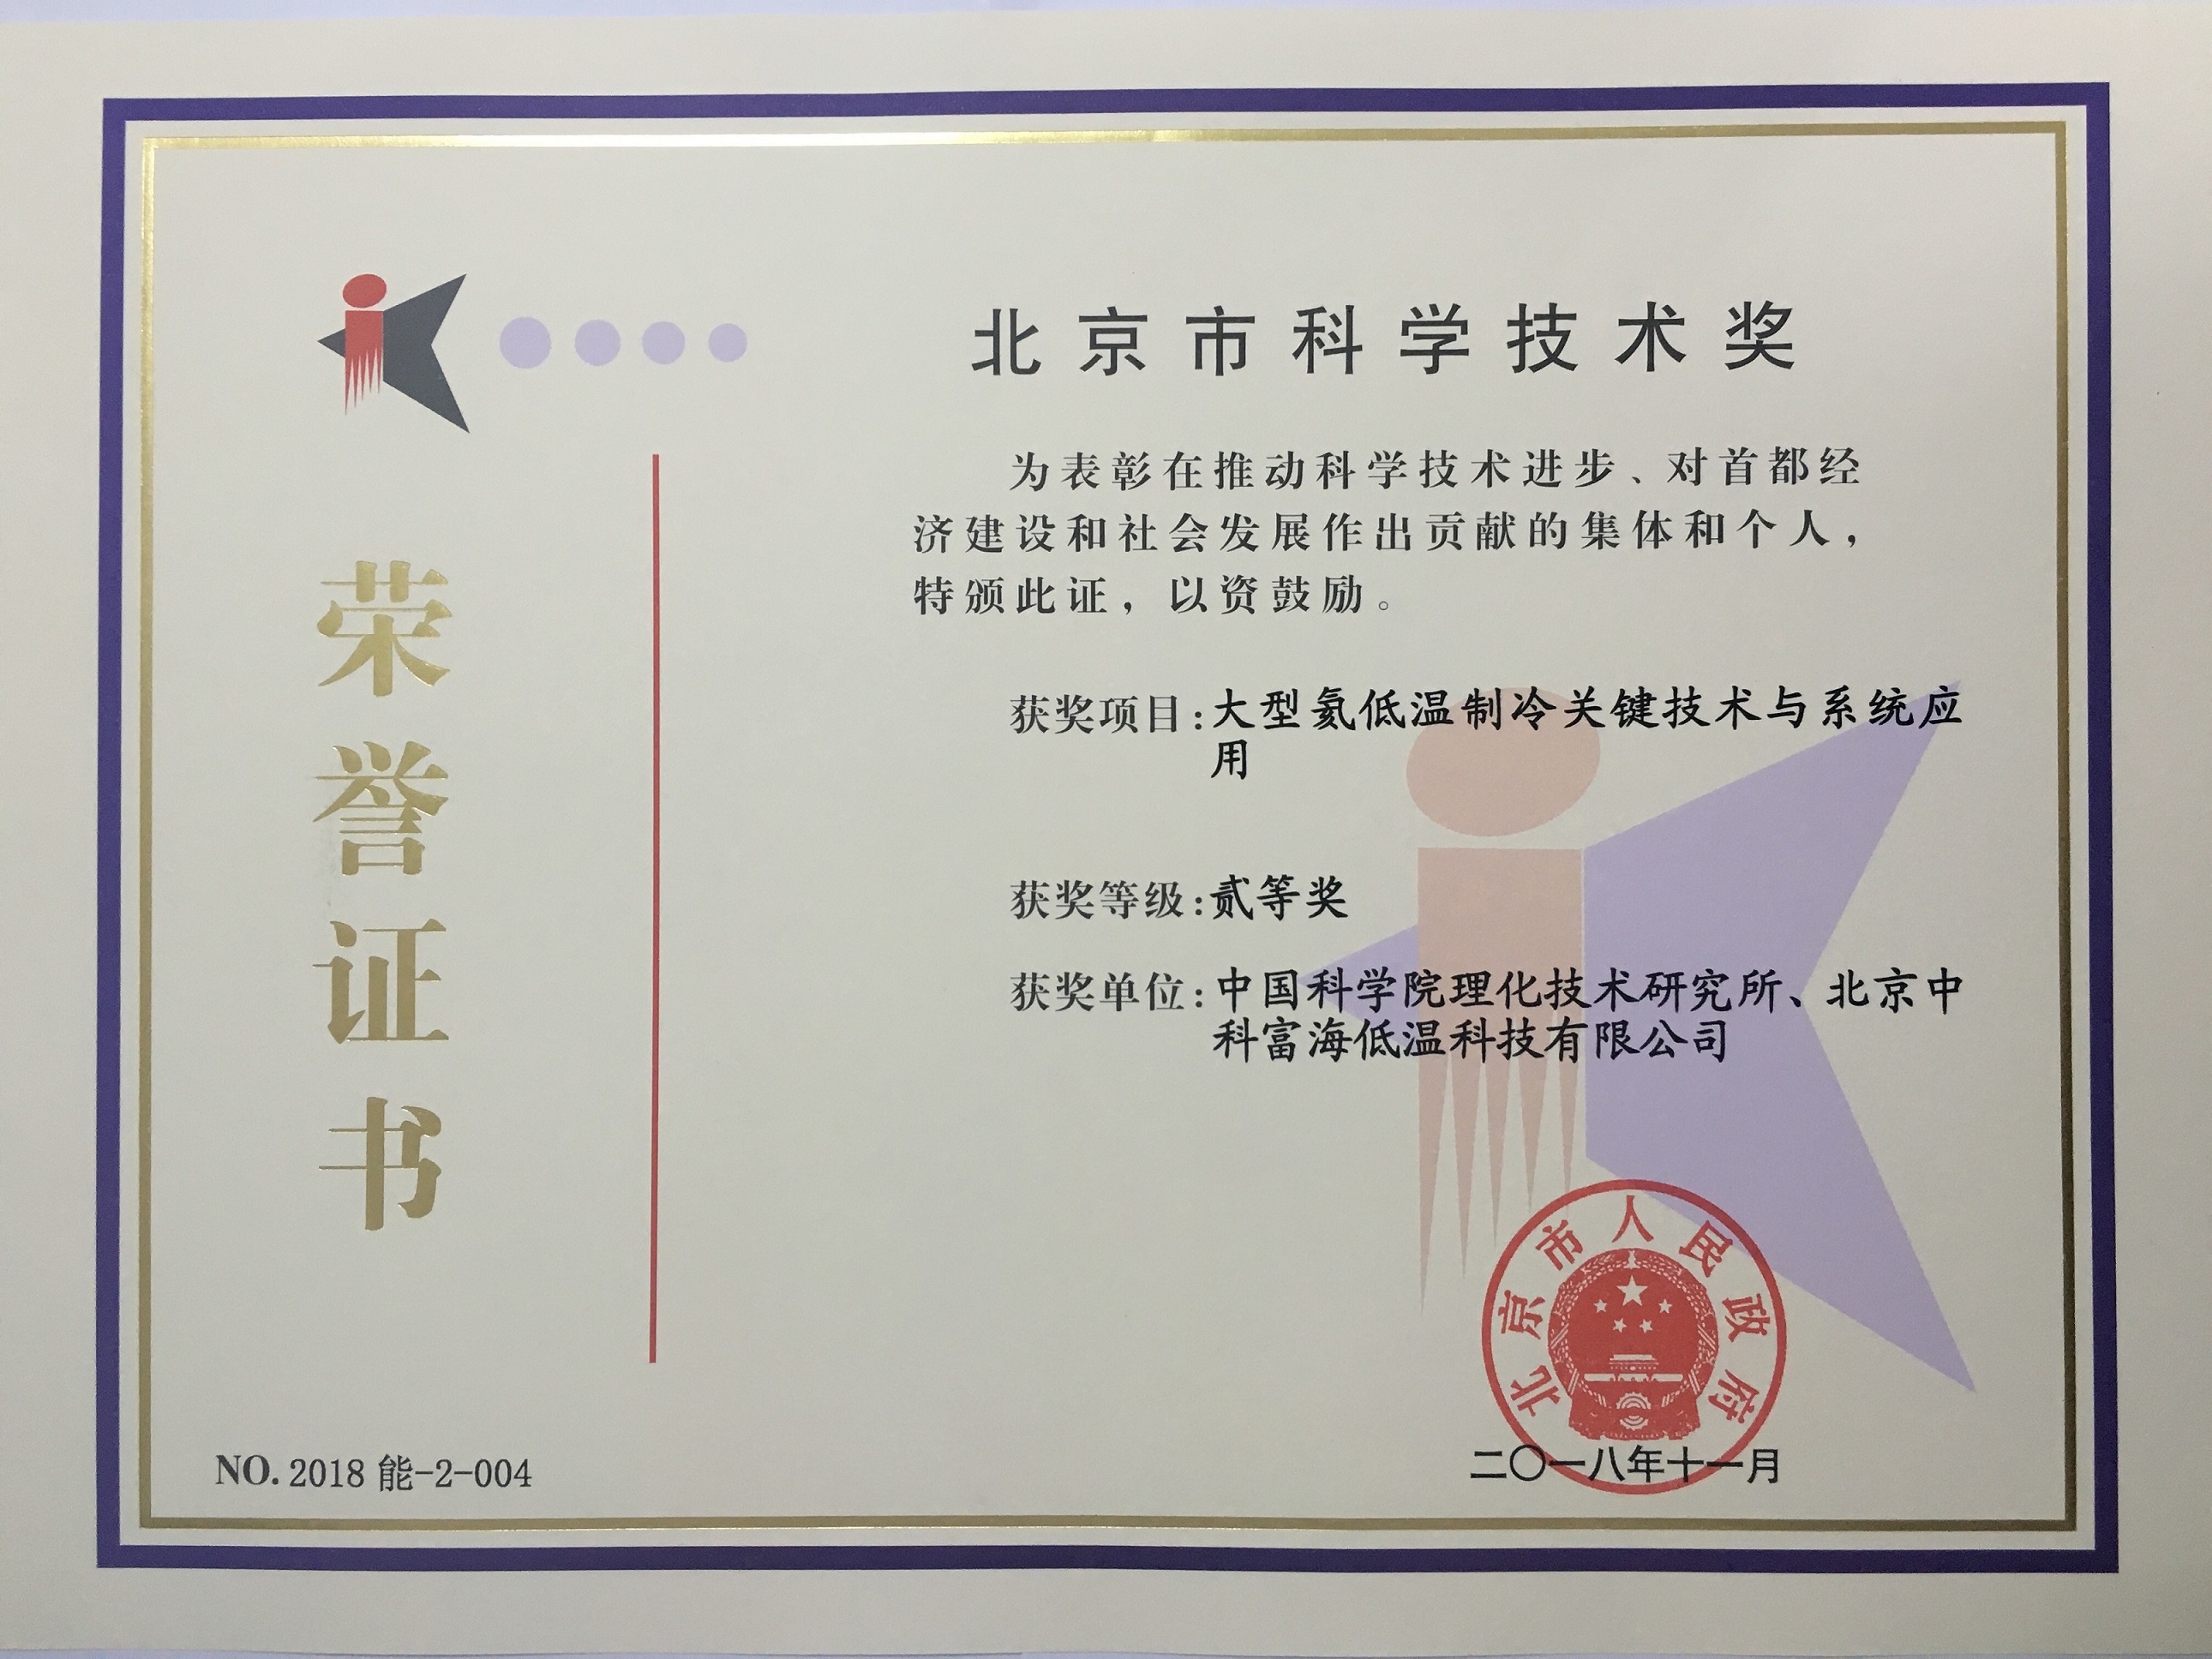 北京市科学技术奖
为表彰在推动科学技术进步、对首都经
济建设和社会发展作出贡献的集体和个人，
特颁此证，以资鼓励。
获奖项目：大型氦低温制冷关键技术与系统应
用
获奖等级：贰等奖
获奖单位：中国科学院理化技术研究所、北京中
科富海低温科技有限公司
荣誉证书
北京市人民政府
二〇一八年十一月
NO. 2018 能-2-004